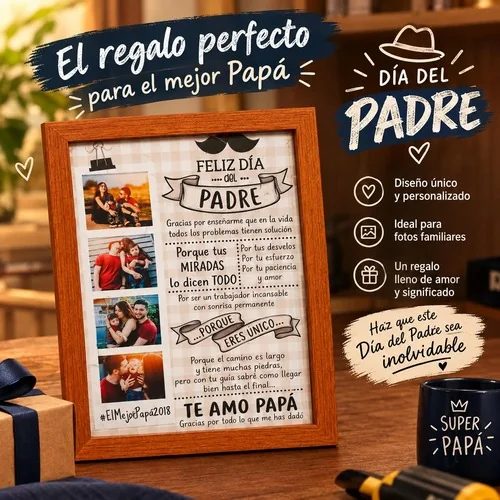 El regalo perfecto
para el mejor Papá
DÍA DEL
PADRE
Diseño único
y personalizado
Ideal para
fotos familiares
Un regalo
lleno de amor
y significado
Haz que este
Día del Padre sea
inolvidable
FELIZ DÍA
del
PADRE
Gracias por enseñarme que en la vida
todos los problemas tienen solución
Porque tus
MIRADAS
lo dicen TODO
Por tus desvelos
Por tu esfuerzo
Por tu paciencia
y amor
Por ser un trabajador incansable
con sonrisa permanente
...PORQUE
ERES UNICO...
Porque el camino es largo
y tiene muchas piedras,
pero con tu guía sabré como llegar
bien hasta el final...
#ElMejorPapá2018
TE AMO PAPÁ
Gracias por todo lo que me has dado
SUPER
PAPÁ